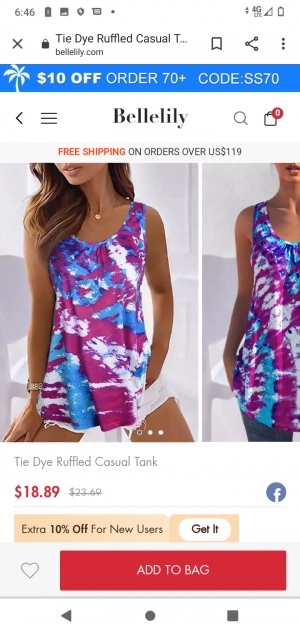 6:46
4G
LTE
Tie Dye Ruffled Casual T...
bellelily.com
$10 OFF ORDER 70+ CODE:SS70
Bellelily
0
FREE SHIPPING ON ORDERS OVER US$119
Tie Dye Ruffled Casual Tank
$18.89 $23.69
Extra 10% Off For New Users Get It
ADD TO BAG